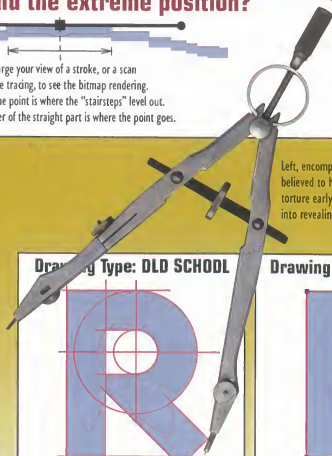 nd the extreme position?
arge your view of a stroke, or a scan
e tracing, to see the bitmap rendering.
he point is where the "stairsteps" level out.
er of the straight part is where the point goes.
Left, encomp
believed to h
torture early
into revealin
Type: OLD SCHOOL
Drawing